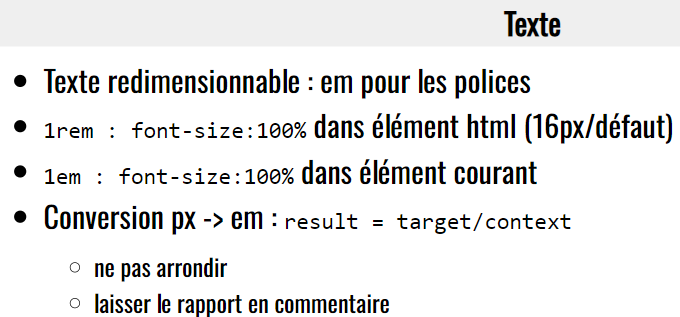 Texte
Texte redimensionnable : em pour les polices
1rem : font-size:100% dans élément html (16px/défaut)
1em : font-size:100% dans élément courant
Conversion px -> em : result = target/context
ne pas arrondir
laisser le rapport en commentaire